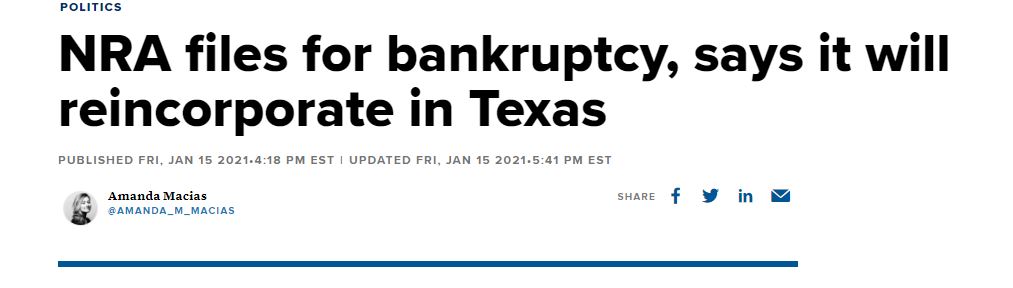 POLITICS
NRA files for bankruptcy, says it will
reincorporate in Texas
PUBLISHED FRI, JAN 15 2021•4:18 PM EST | UPDATED FRI, JAN 15 2021•5:41 PM EST
Amanda Macias
@AMANDA_M_MACIAS
SHARE